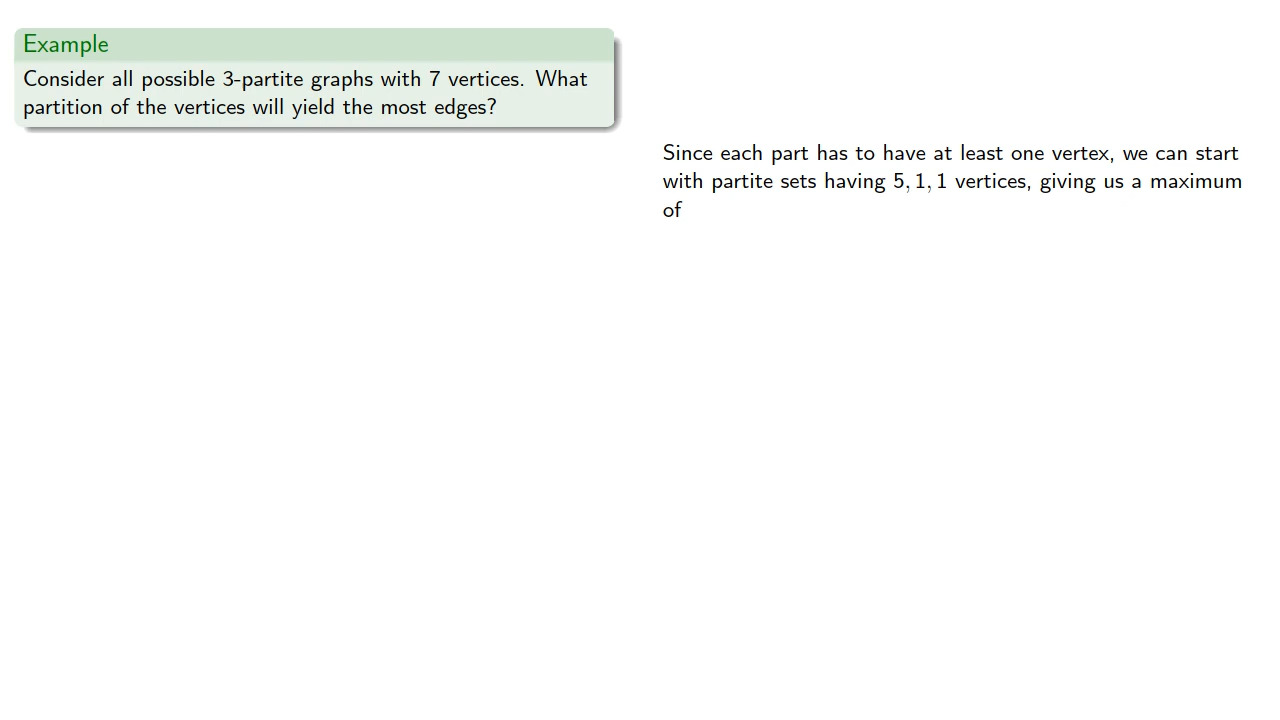 Example
Consider all possible 3-partite graphs with 7 vertices. What
partition of the vertices will yield the most edges?
Since each part has to have at least one vertex, we can start
with partite sets having 5, 1, 1 vertices, giving us a maximum
of